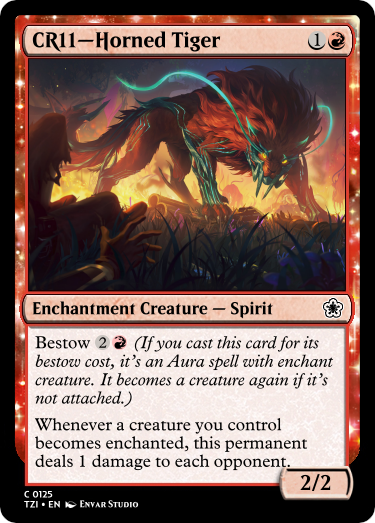 CR11—Horned Tiger 1
Enchantment Creature — Spirit
Bestow 2 (If you cast this card for its
bestow cost, it's an Aura spell with enchant
creature. It becomes a creature again if it's
not attached.)
Whenever a creature you control
becomes enchanted, this permanent
deals 1 damage to each opponent.
2/2
C 0125
TZI • EN Envar Studio